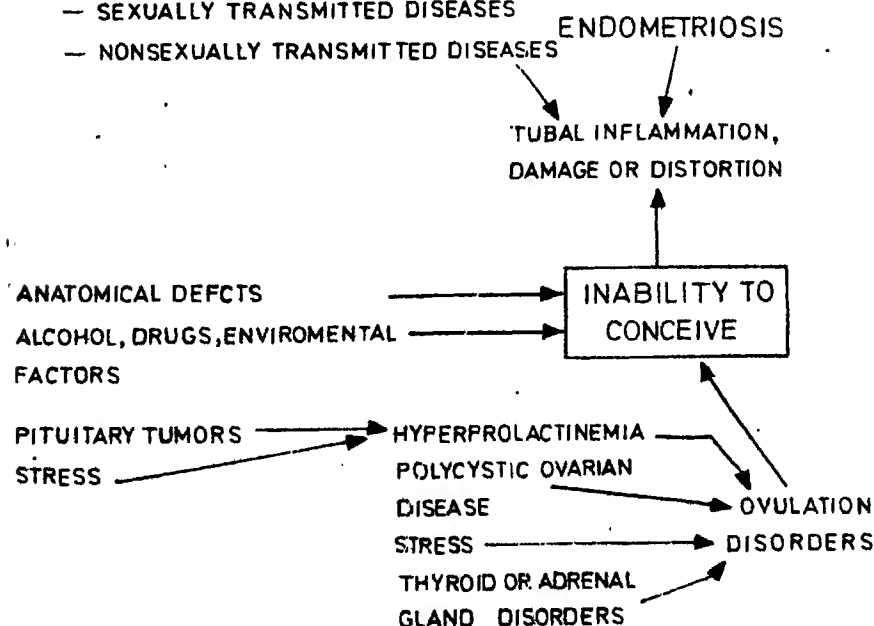 — SEXUALLY TRANSMITTED DISEASES
— NONSEXUALLY TRANSMITTED DISEASES
ENDOMETRIOSIS
TUBAL INFLAMMATION,
DAMAGE OR DISTORTION
ANATOMICAL DEFCTS
INABILITY TO
CONCEIVE
ALCOHOL, DRUGS, ENVIROMENTAL
FACTORS
PITUITARY TUMORS
STRESS
HYPERPROLACTINEMIA
POLYCYSTIC OVARIAN
DISEASE
STRESS
THYROID OR ADRENAL
GLAND DISORDERS
OVULATION
DISORDERS